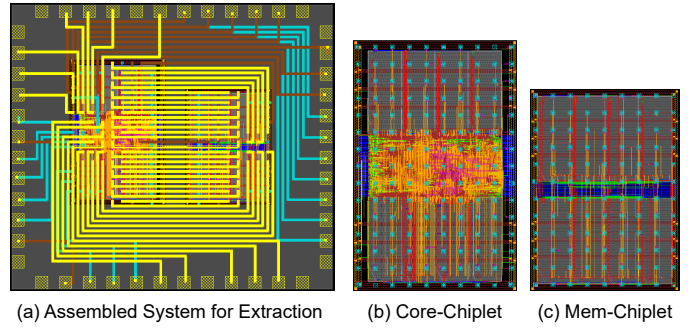 (a) Assembled System for Extraction
(b) Core-Chiplet
(c) Mem-Chiplet